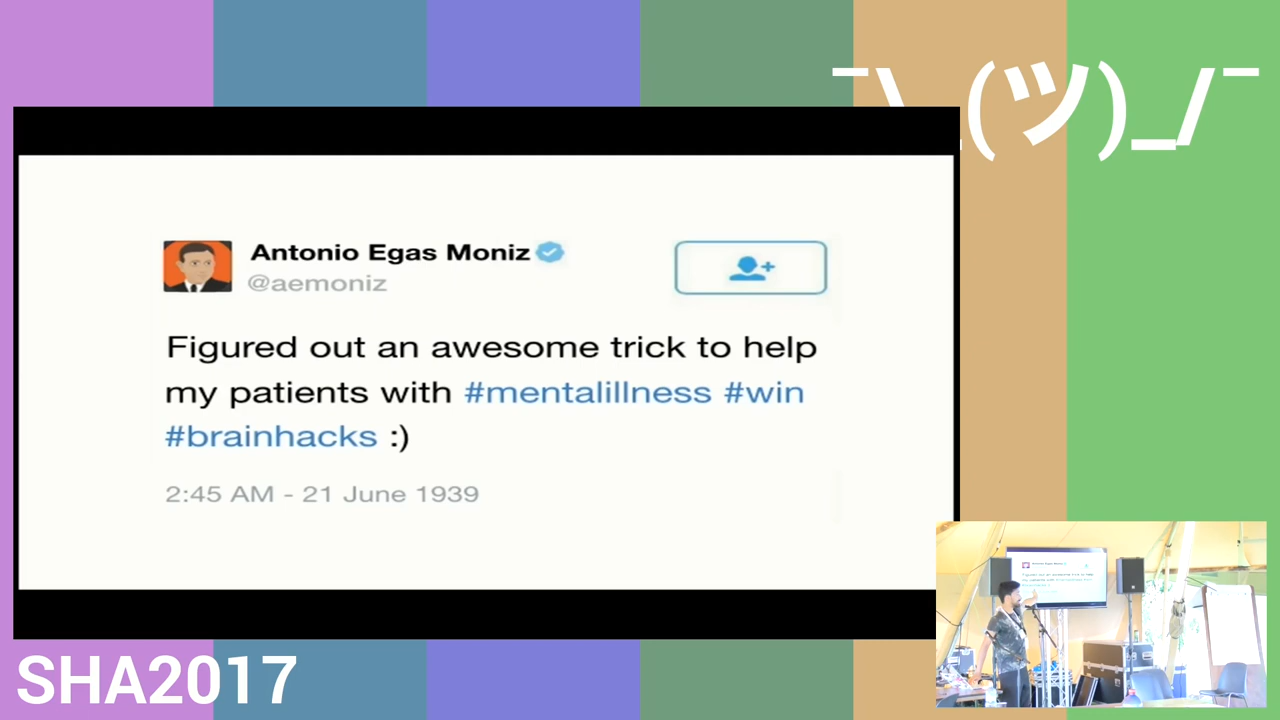 ¯\_(ツ)_/¯
Antonio Egas Moniz
@aemoniz
Figured out an awesome trick to help
my patients with #mentalillness #win
#brainhacks :)
2:45 AM - 21 June 1939
SHA2017